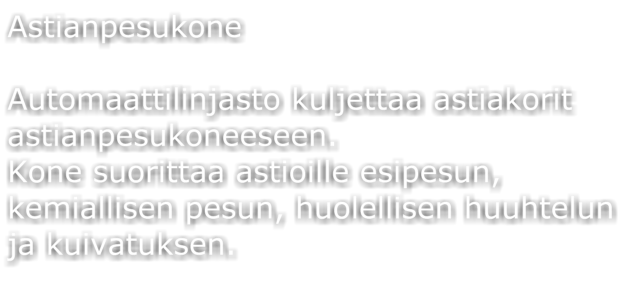 Astianpesukone
Automaattilinjasto kuljettaa astiakorit
astianpesukoneeseen.
Kone suorittaa astioille esipesun,
kemiallisen pesun, huolellisen huuhtelun
ja kuivatuksen.